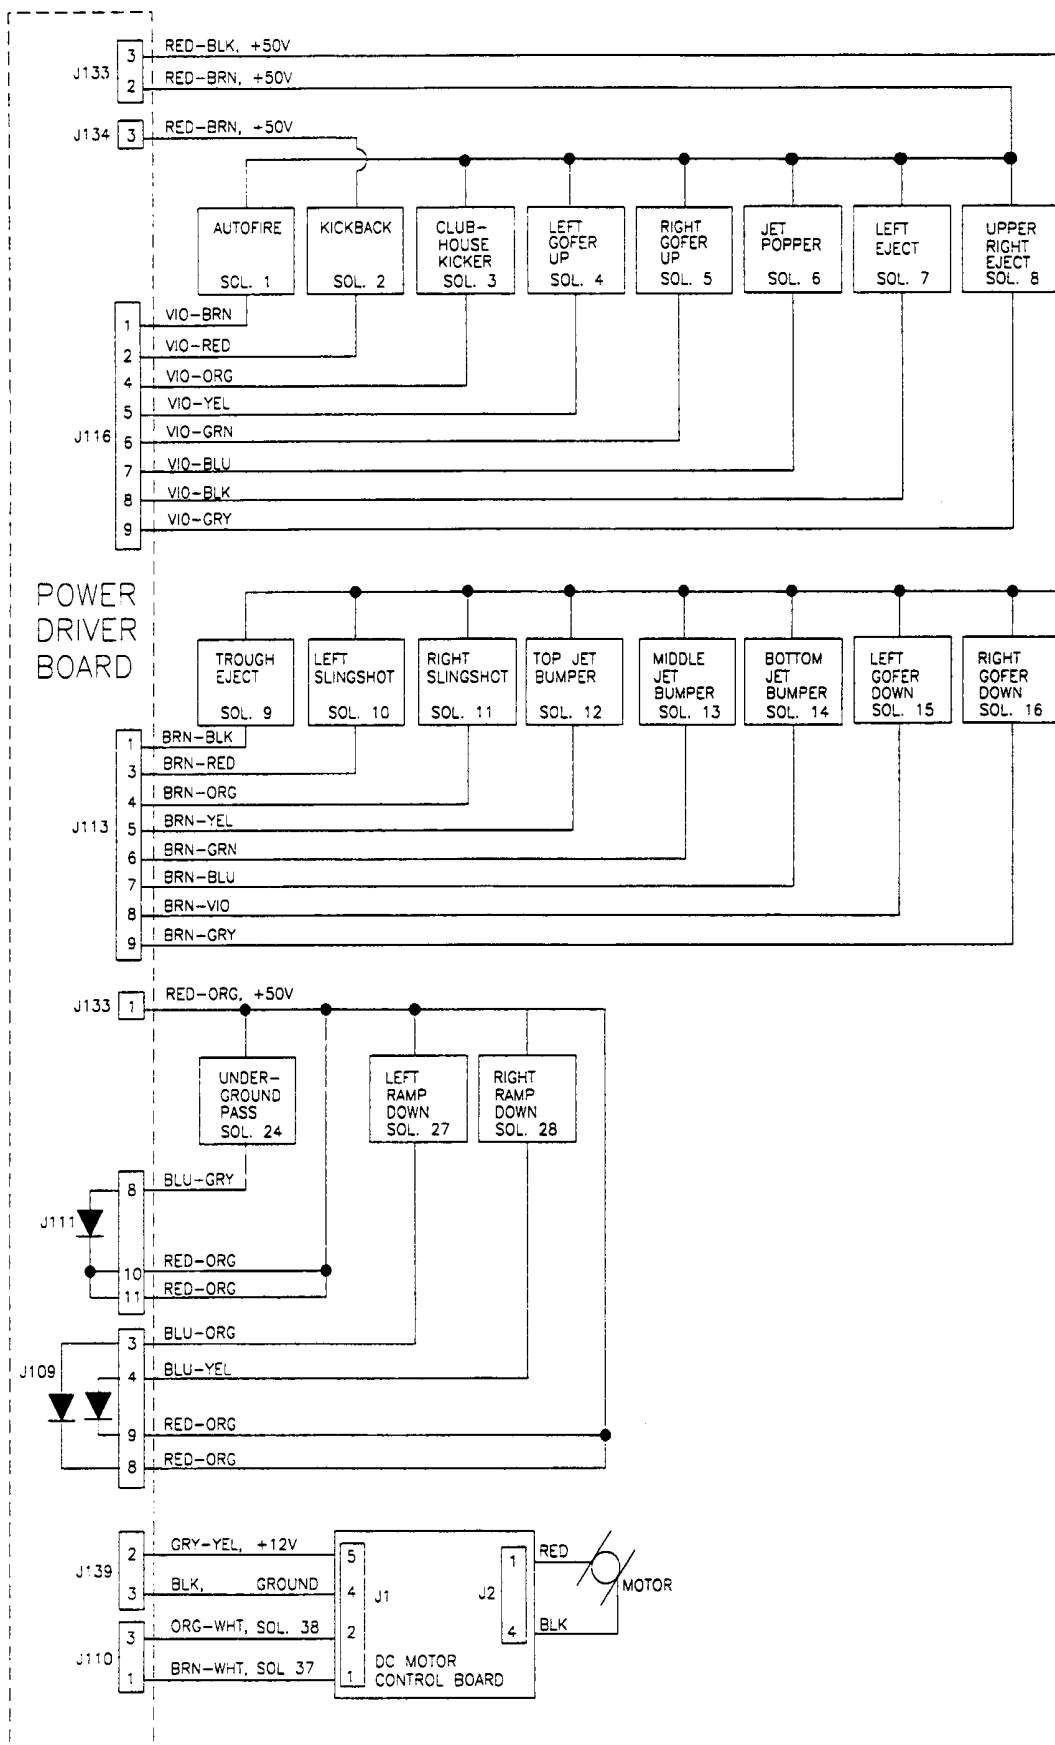 J133
3 RED-BLK, +50V
2 RED-BRN, +50V
J134
3 RED-BRN, +50V
AUTOFIRE
SOL. 1
KICKBACK
SOL. 2
CLUB-
HOUSE
KICKER
SOL. 3
LEFT
GOFER
UP
SOL. 4
RIGHT
GOFER
UP
SOL. 5
JET
POPPER
SOL. 6
LEFT
EJECT
SOL. 7
UPPER
RIGHT
EJECT
SOL. 8
J116
1 VIO-BRN
2 VIO-RED
4 VIO-ORG
5 VIO-YEL
6 VIO-GRN
7 VIO-BLU
8 VIO-BLK
9 VIO-GRY
POWER
DRIVER
BOARD
TROUGH
EJECT
SOL. 9
LEFT
SLINGSHOT
SOL. 10
RIGHT
SLINGSHOT
SOL. 11
TOP JET
BUMPER
SOL. 12
MIDDLE
JET
BUMPER
SOL. 13
BOTTOM
JET
BUMPER
SOL. 14
LEFT
GOFER
DOWN
SOL. 15
RIGHT
GOFER
DOWN
SOL. 16
J113
1 BRN-BLK
3 BRN-RED
4 BRN-ORG
5 BRN-YEL
6 BRN-GRN
7 BRN-BLU
8 BRN-VIO
9 BRN-GRY
J133
1 RED-ORG, +50V
UNDER-
GROUND
PASS
SOL. 24
LEFT
RAMP
DOWN
SOL. 27
RIGHT
RAMP
DOWN
SOL. 28
J111
8 BLU-GRY
10 RED-ORG
11 RED-ORG
J109
3 BLU-ORG
4 BLU-YEL
9 RED-ORG
8 RED-ORG
J139
2 GRY-YEL, +12V 5
3 BLK, GROUND 4
J110
3 ORG-WHT, SOL. 38 2
1 BRN-WHT, SOL 37 1
J1
J2
1 RED
4 BLK
MOTOR
DC MOTOR
CONTROL BOARD